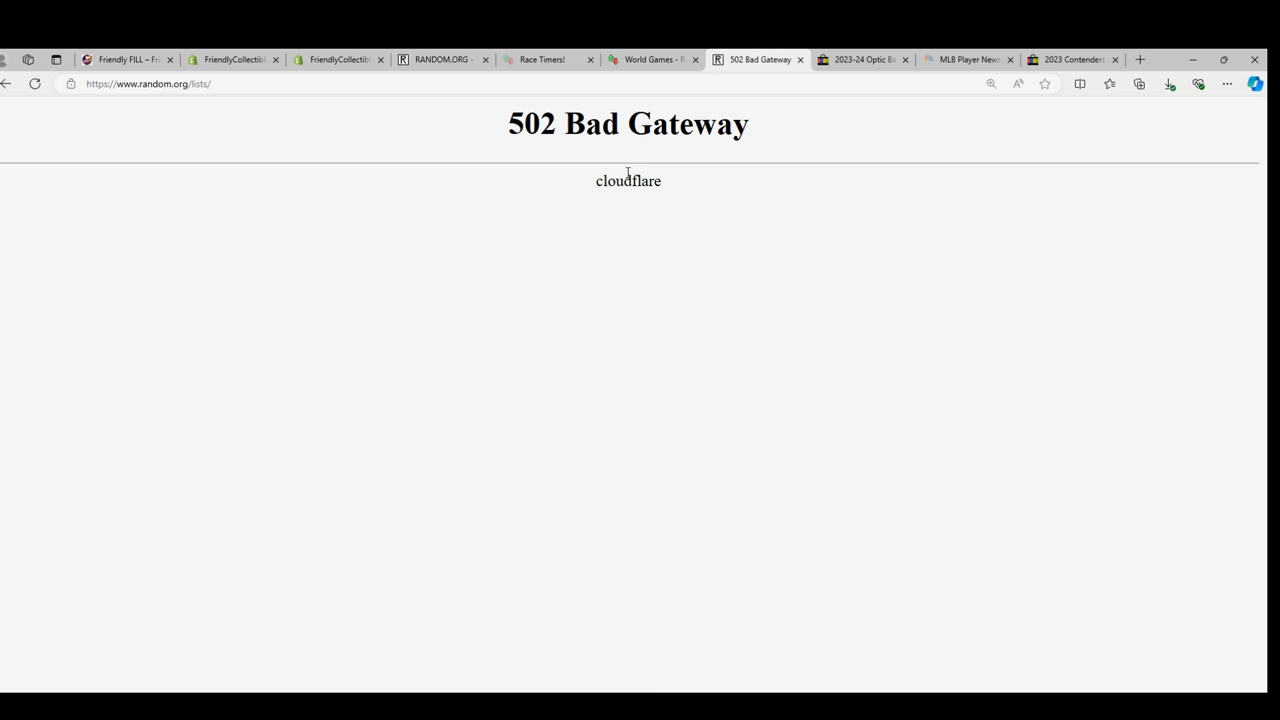 Friendly FILL – Fri
FriendlyCollectibl
FriendlyCollectibl
RANDOM.ORG -
Race Timers!
World Games - R
502 Bad Gateway
2023-24 Optic Ba
MLB Player News
2023 Contenders
https://www.random.org/lists/
502 Bad Gateway
cloudflare